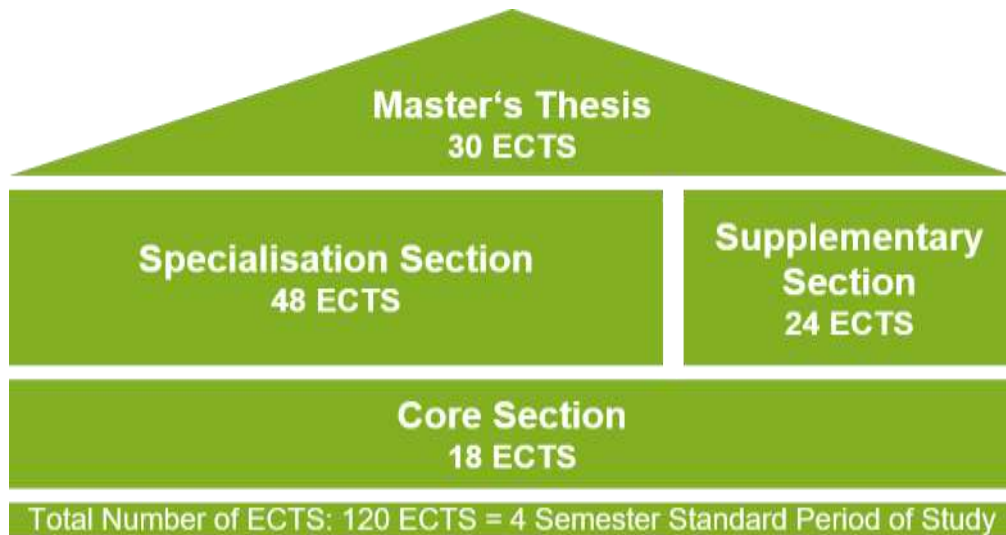 Master‘s Thesis
30 ECTS
Specialisation Section
48 ECTS
Supplementary
Section
24 ECTS
Core Section
18 ECTS
Total Number of ECTS: 120 ECTS = 4 Semester Standard Period of Study